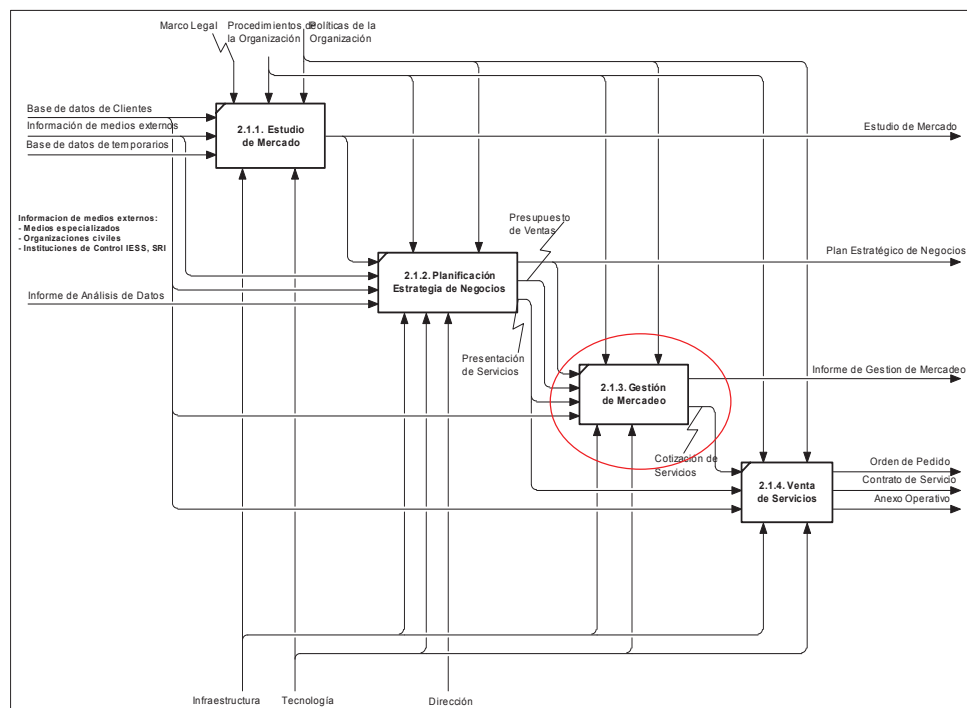 Marco Legal
Procedimientos de
la Organización
Políticas de la
Organización
Base de datos de Clientes
Información de medios externos
Base de datos de temporarios
2.1.1. Estudio
de Mercado
Estudio de Mercado
Informacion de medios externos:
- Medios especializados
- Organizaciones civiles
- Instituciones de Control IESS, SRI
Presupuesto
de Ventas
Plan Estratégico de Negocios
2.1.2. Planificación
Estrategia de Negocios
Informe de Análisis de Datos
Presentación
de Servicios
2.1.3. Gestión
de Mercadeo
Informe de Gestion de Mercadeo
Cotización de
Servicios
2.1.4. Venta
de Servicios
Orden de Pedido
Contrato de Servicio
Anexo Operativo
Infraestructura
Tecnología
Dirección